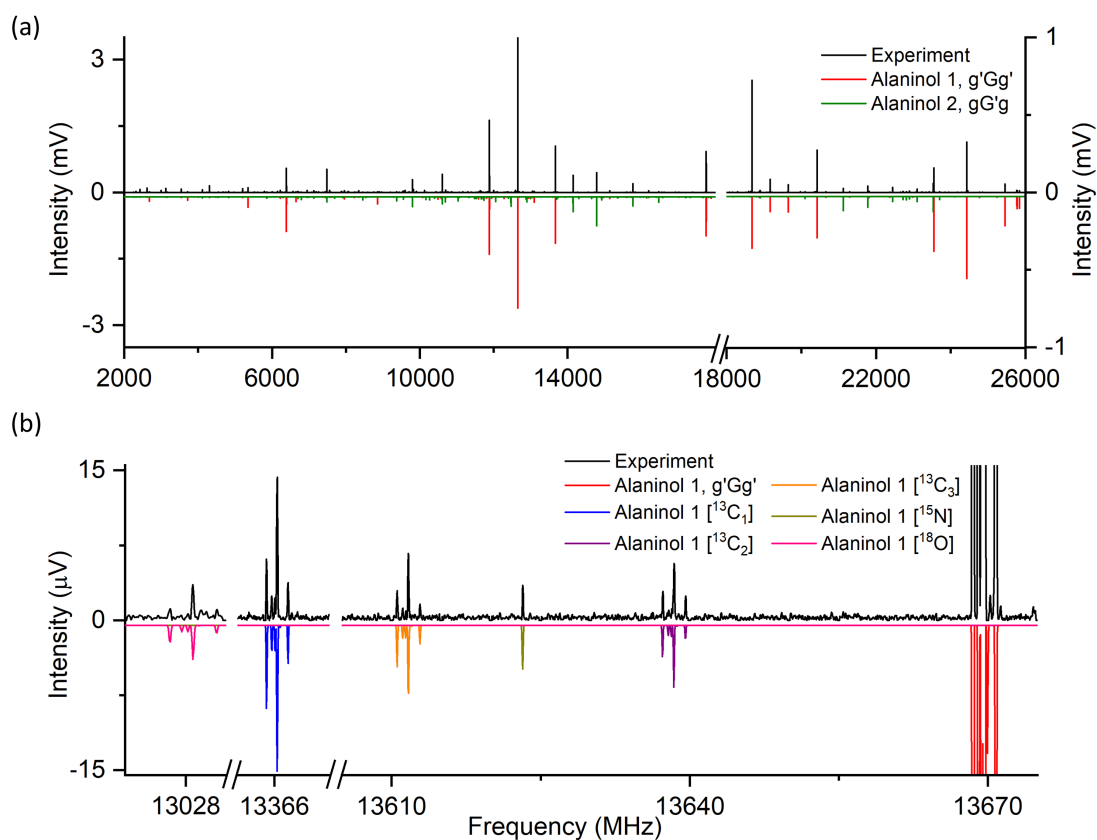 (a)
Intensity (mV)
3
0
-3
Experiment
Alaninol 1, g'Gg'
Alaninol 2, gG'g
1
0
-1
Intensity (mV)
2000 6000 10000 14000 18000 22000 26000
(b)
Intensity (μV)
15
0
-15
Experiment
Alaninol 1, g'Gg' Alaninol 1 [¹³C₃]
Alaninol 1 [¹³C₁] Alaninol 1 [¹⁵N]
Alaninol 1 [¹³C₂] Alaninol 1 [¹⁸O]
13028 13366 13610 13640 13670
Frequency (MHz)